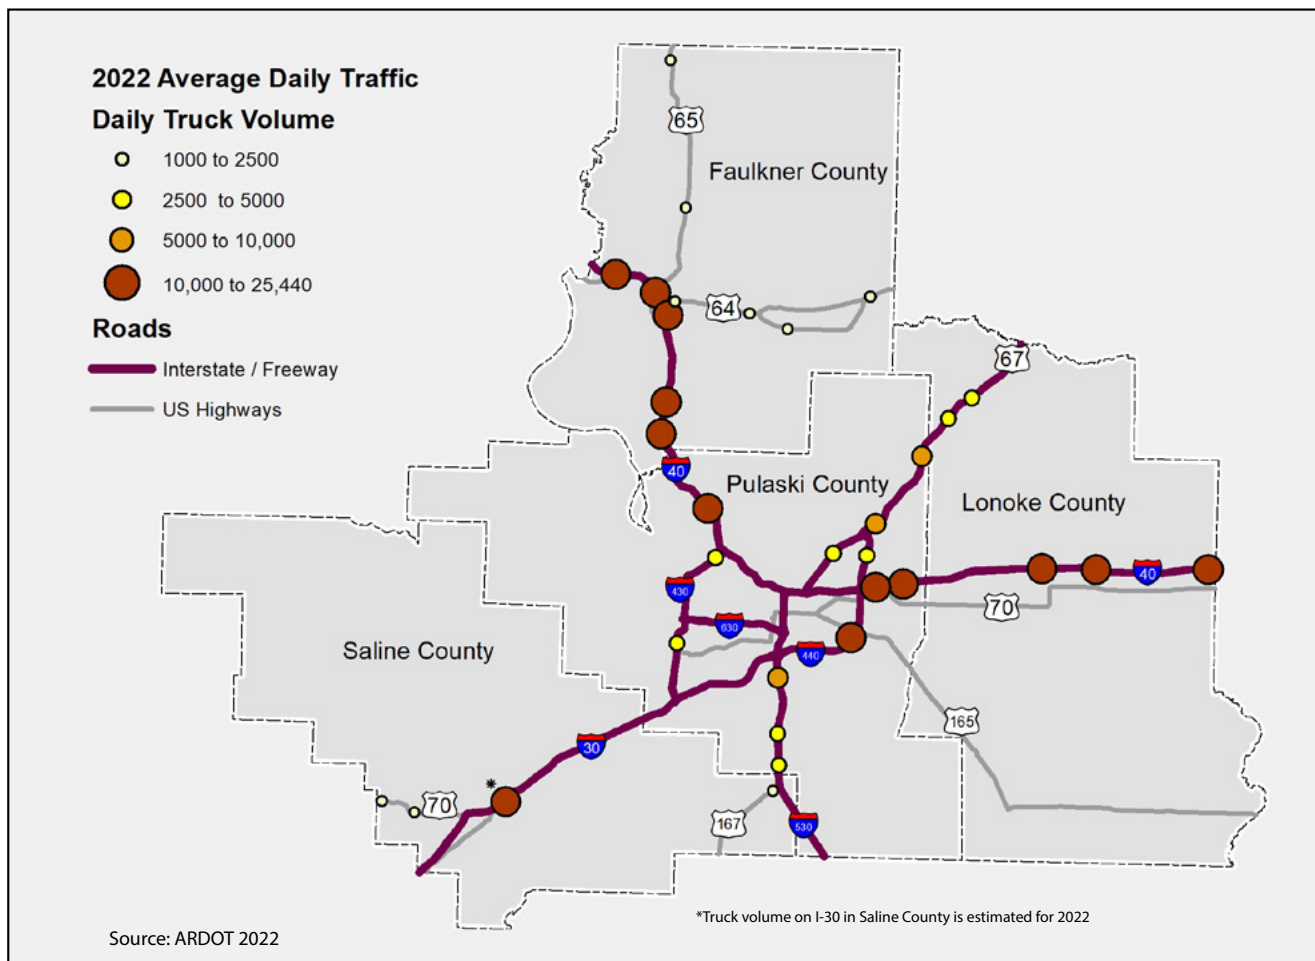 2022 Average Daily Traffic
Daily Truck Volume
1000 to 2500
2500 to 5000
5000 to 10,000
10,000 to 25,440
Roads
Interstate / Freeway
US Highways
65
Faulkner County
64
67
40
Pulaski County
Lonoke County
40
430
70
630
Saline County
440
165
30
*
70
167
530
*Truck volume on I-30 in Saline County is estimated for 2022
Source: ARDOT 2022